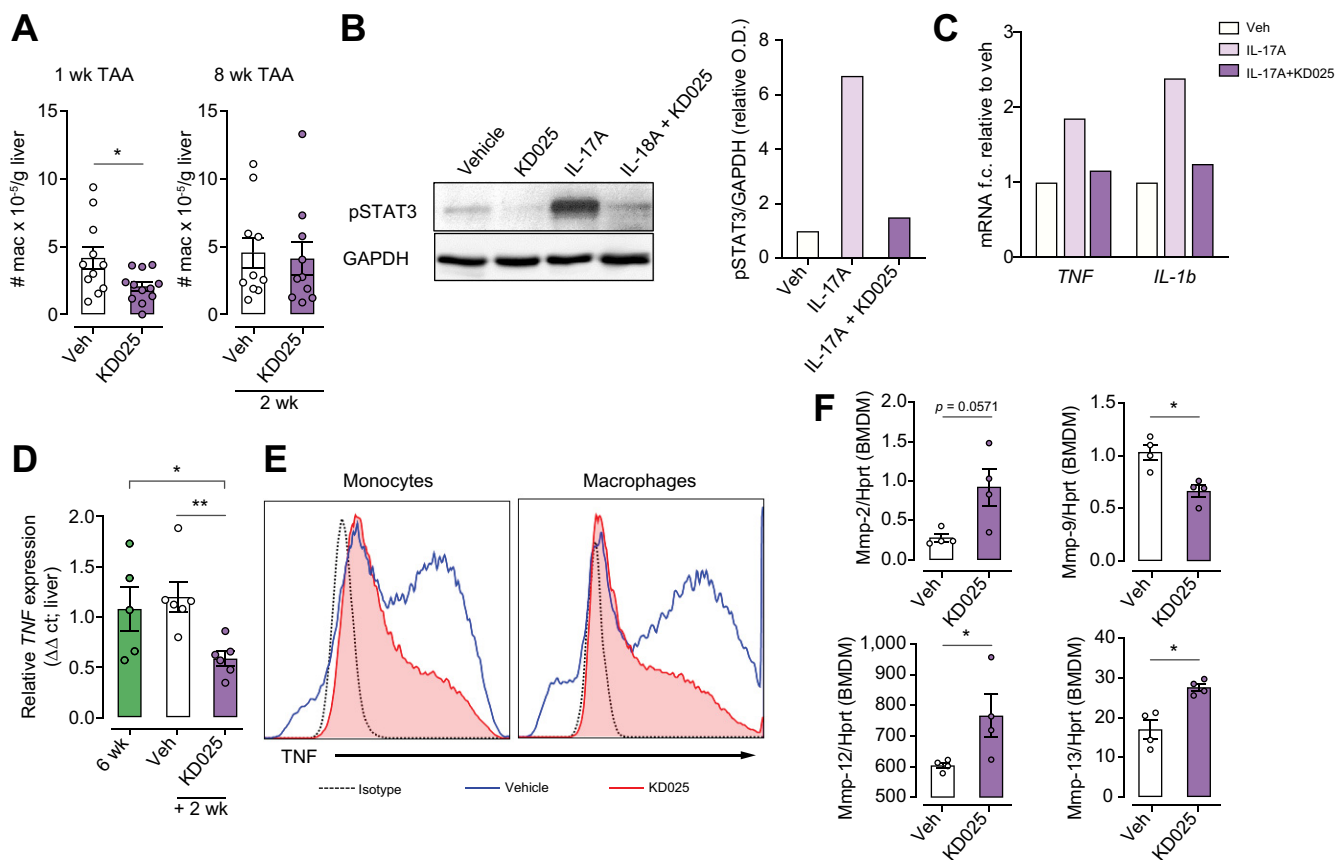 A
1 wk TAA
8 wk TAA
# mac x 10-5/g liver
15
10
5
0
*
Veh
KD025
# mac x 10-5/g liver
15
10
5
0
Veh
KD025
2 wk
B
Vehicle
KD025
IL-17A
IL-18A + KD025
pSTAT3
GAPDH
pSTAT3/GAPDH (relative O.D.)
8
6
4
2
0
Veh
IL-17A
IL-17A + KD025
C
mRNA f.c. relative to veh
3
2
1
0
TNF
IL-1b
Veh
IL-17A
IL-17A+KD025
D
Relative TNF expression
(ΔΔ ct; liver)
2.0
1.5
1.0
0.5
0
*
**
6 wk
Veh
KD025
+ 2 wk
E
Monocytes
Macrophages
TNF
Isotype
Vehicle
KD025
F
Mmp-2/Hprt (BMDM)
2.0
1.5
1.0
0.5
0.0
p = 0.0571
Veh
KD025
Mmp-9/Hprt (BMDM)
1.5
1.0
0.5
0.0
*
Veh
KD025
Mmp-12/Hprt (BMDM)
1,000
900
800
700
600
500
*
Veh
KD025
Mmp-13/Hprt (BMDM)
40
30
20
10
0
*
Veh
KD025